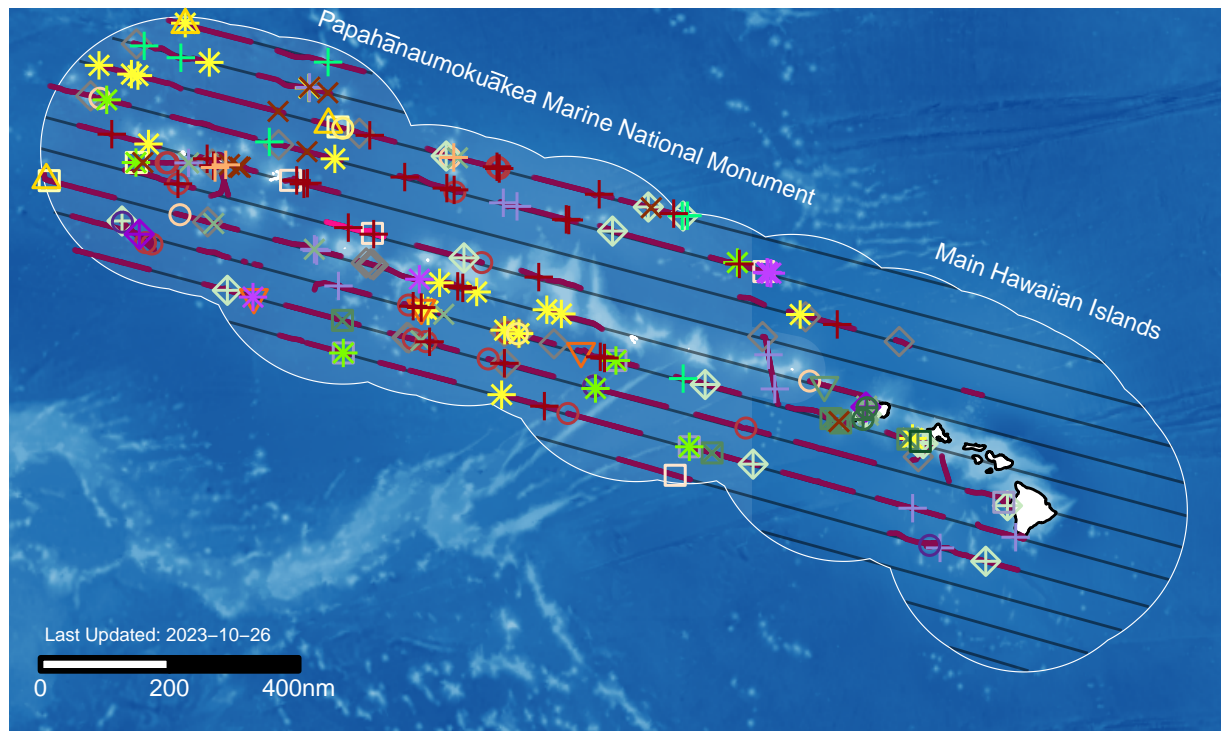 Papahānaumokuākea Marine National Monument
Main Hawaiian Islands
Last Updated: 2023−10−26
0 200 400nm